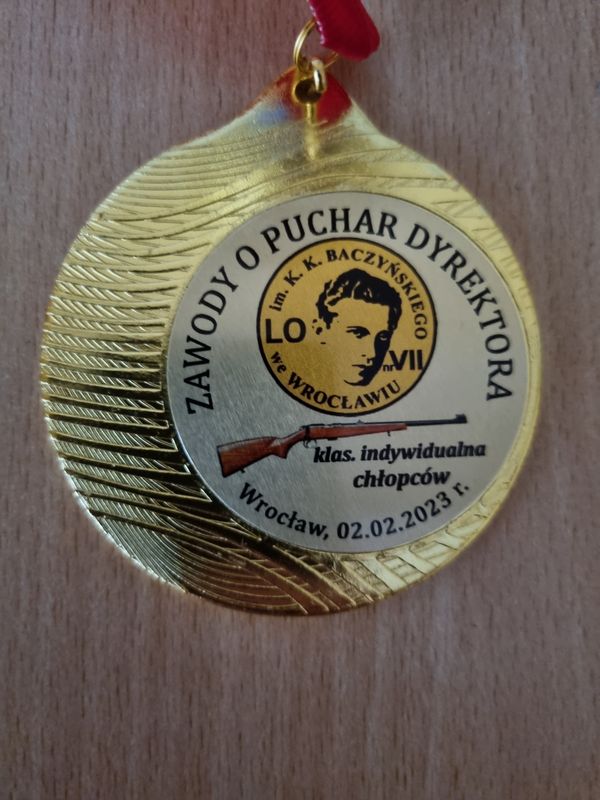 ZAWODY O PUCHAR DYREKTORA
im. K. K. BACZYŃSKIEGO
LO
nr VII
we WROCŁAWIU
klas. indywidualna
chłopców
Wrocław, 02.02.2023 r.